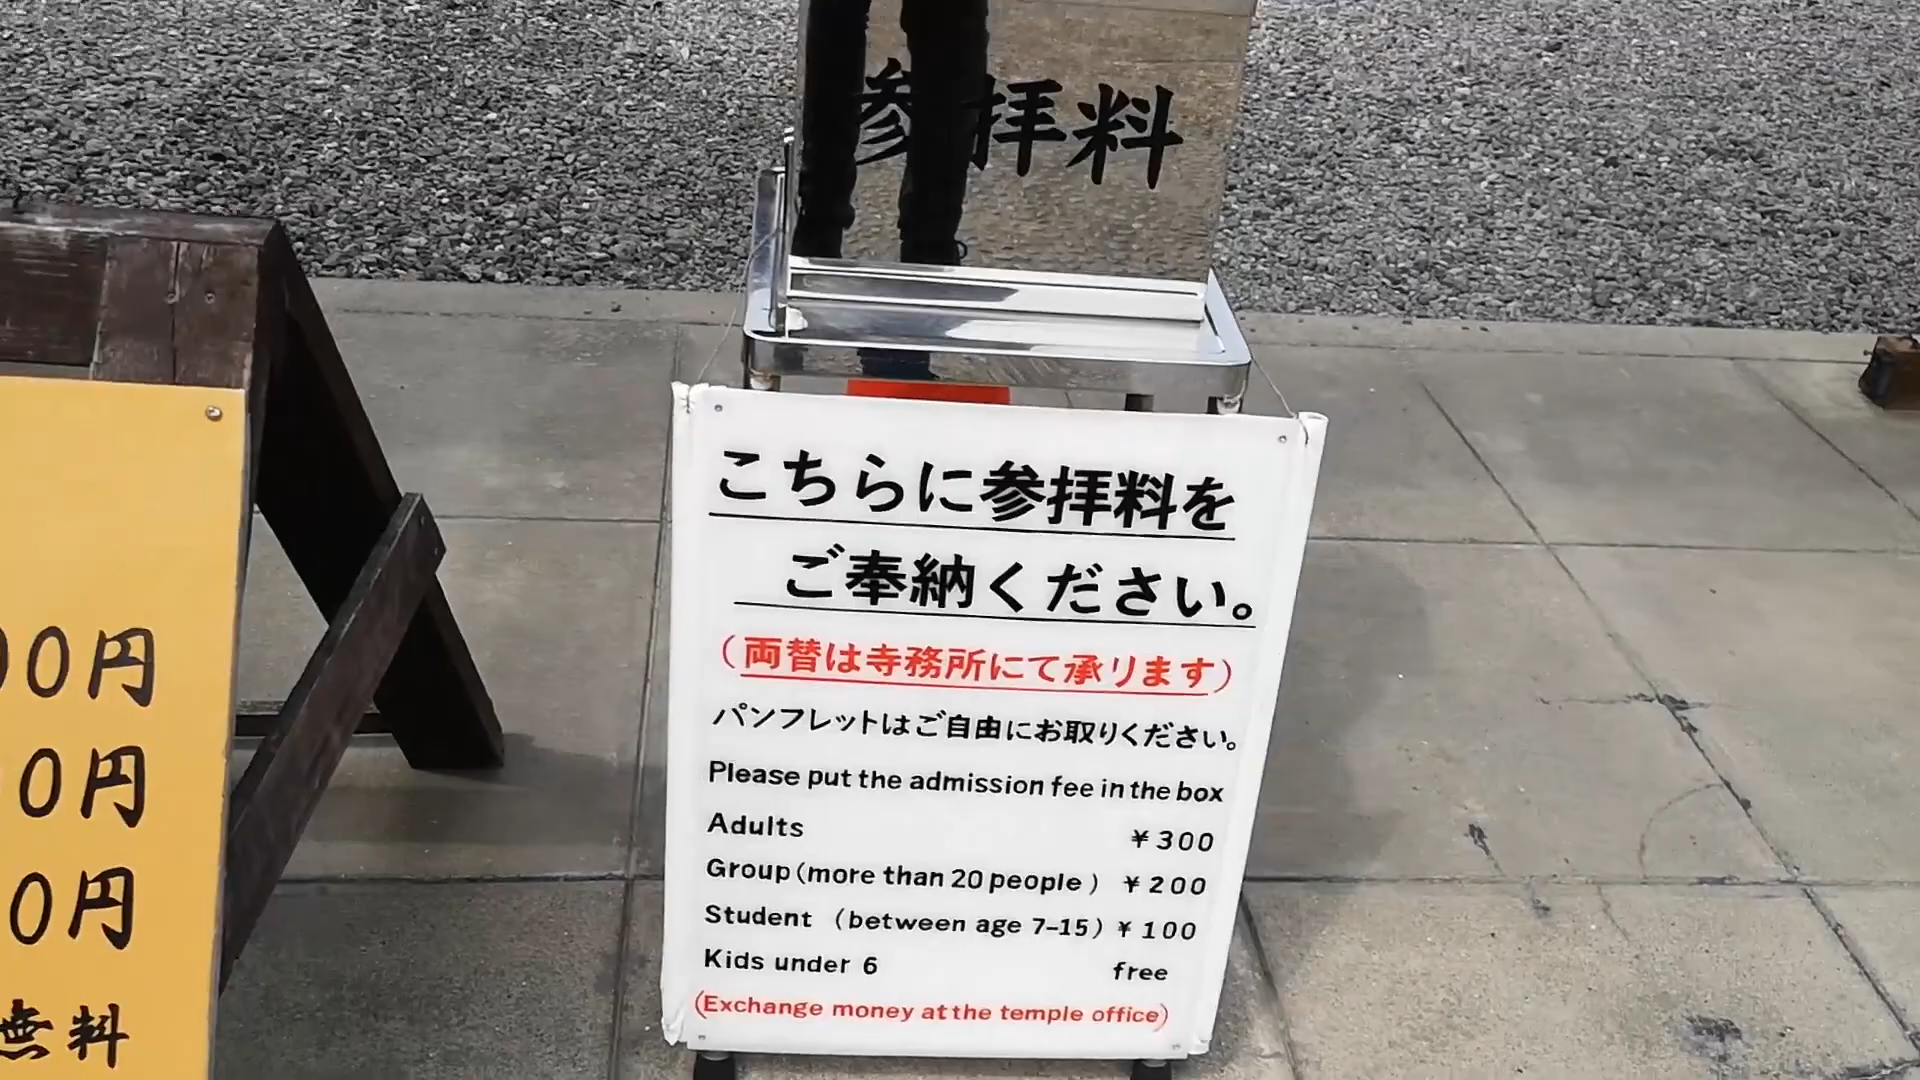 参拝料
こちらに参拝料を
ご奉納ください。
(両替は寺務所にて承ります)
パンフレットはご自由にお取りください。
Please put the admission fee in the box
Adults ¥300
Group (more than 20 people) ¥200
Student (between age 7-15) ¥100
Kids under 6 free
(Exchange money at the temple office)
00円
0円
0円
無料